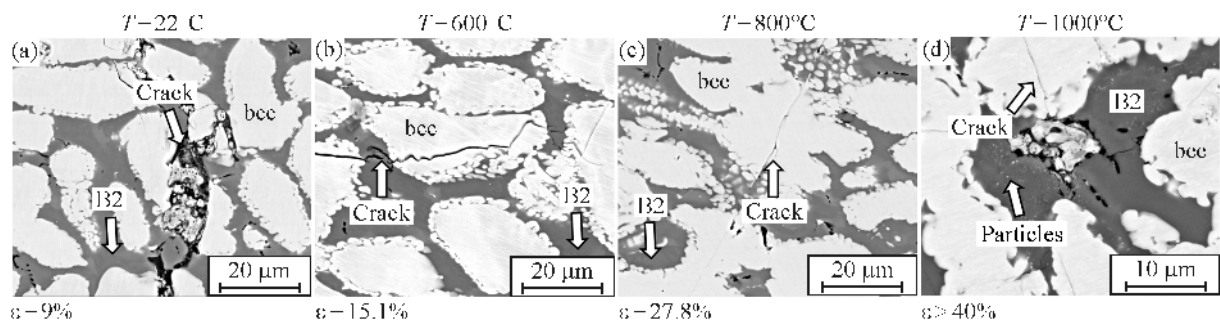 T–22 C
T–600 C
T–800°C
T–1000°C
(a)
Crack
bcc
B2
20 µm
ε–9%
(b)
bcc
B2
Crack
20 µm
ε–15.1%
(c)
bcc
B2
Crack
20 µm
ε–27.8%
(d)
B2
Crack
bcc
Particles
10 µm
ε>40%